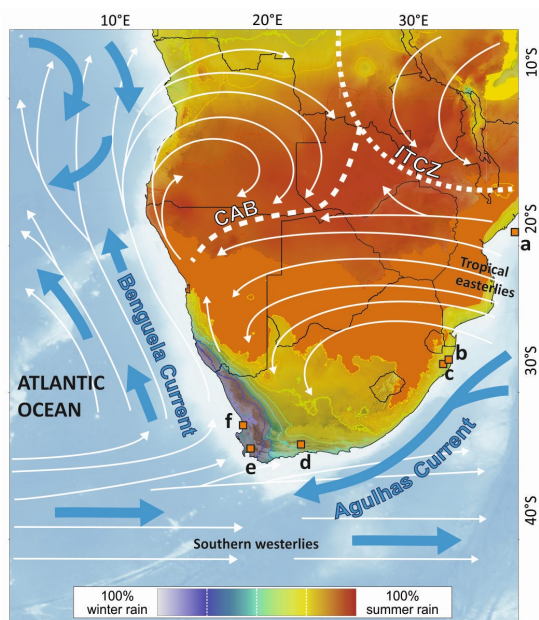 10°E 20°E 30°E
10°S
ITCZ
CAB
20°S
a
Tropical
easterlies
Benguela Current
b
30°S
c
ATLANTIC
OCEAN
f
d
e
Agulhas Current
40°S
Southern westerlies
100%
winter rain
100%
summer rain